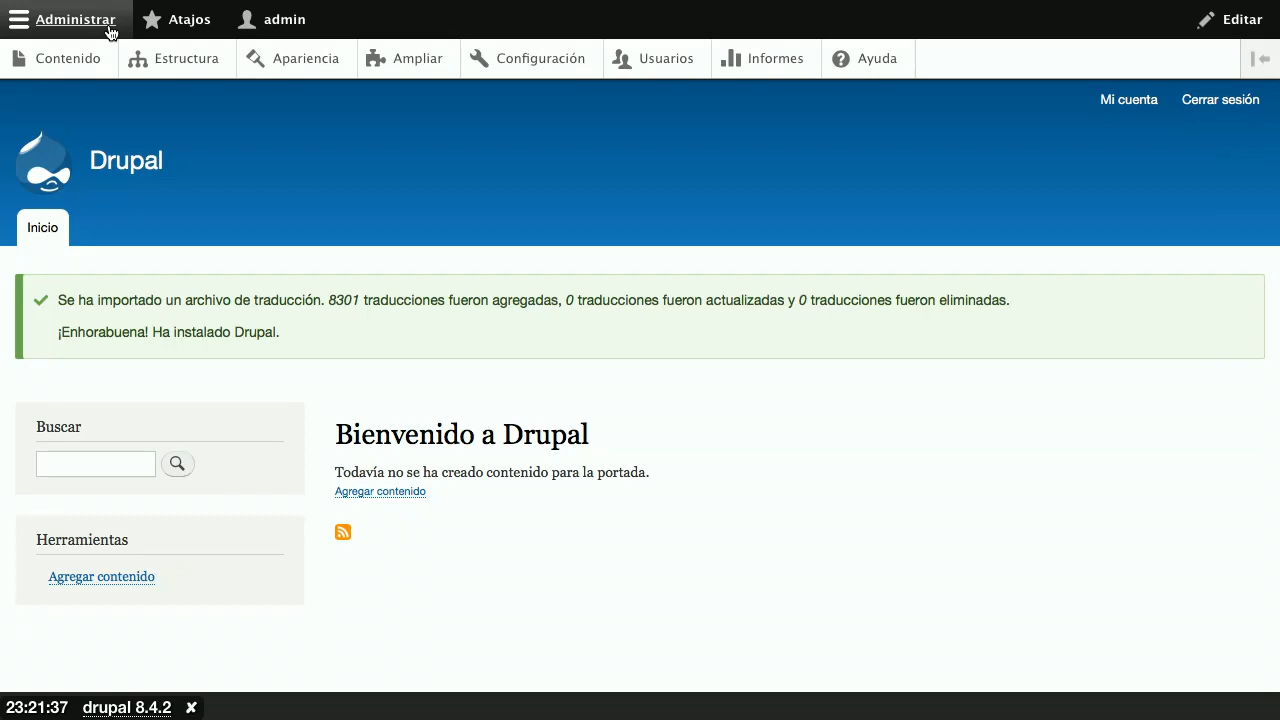 Administrar Atajos admin Editar
Contenido Estructura Apariencia Ampliar Configuración Usuarios Informes Ayuda
Mi cuenta Cerrar sesión
Drupal
Inicio
Se ha importado un archivo de traducción. 8301 traducciones fueron agregadas, 0 traducciones fueron actualizadas y 0 traducciones fueron eliminadas.
¡Enhorabuena! Ha instalado Drupal.
Buscar
Herramientas
Agregar contenido
Bienvenido a Drupal
Todavía no se ha creado contenido para la portada.
Agregar contenido
23:21:37 drupal 8.4.2 ✘